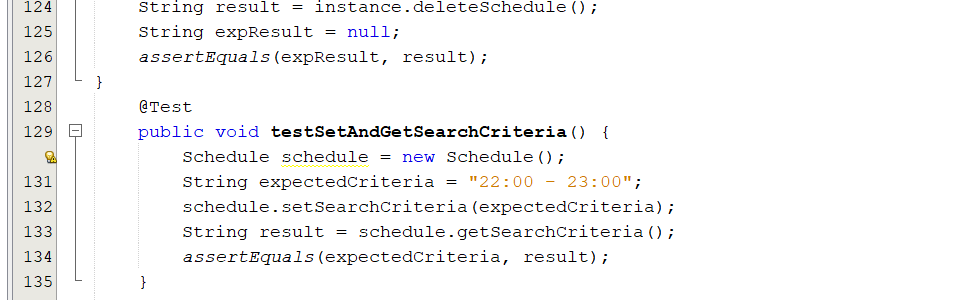 124 String result = instance.deleteSchedule();
125 String expResult = null;
126 assertEquals(expResult, result);
127 }
128 @Test
129 public void testSetAndGetSearchCriteria() {
Schedule schedule = new Schedule();
131 String expectedCriteria = "22:00 - 23:00";
132 schedule.setSearchCriteria(expectedCriteria);
133 String result = schedule.getSearchCriteria();
134 assertEquals(expectedCriteria, result);
135 }